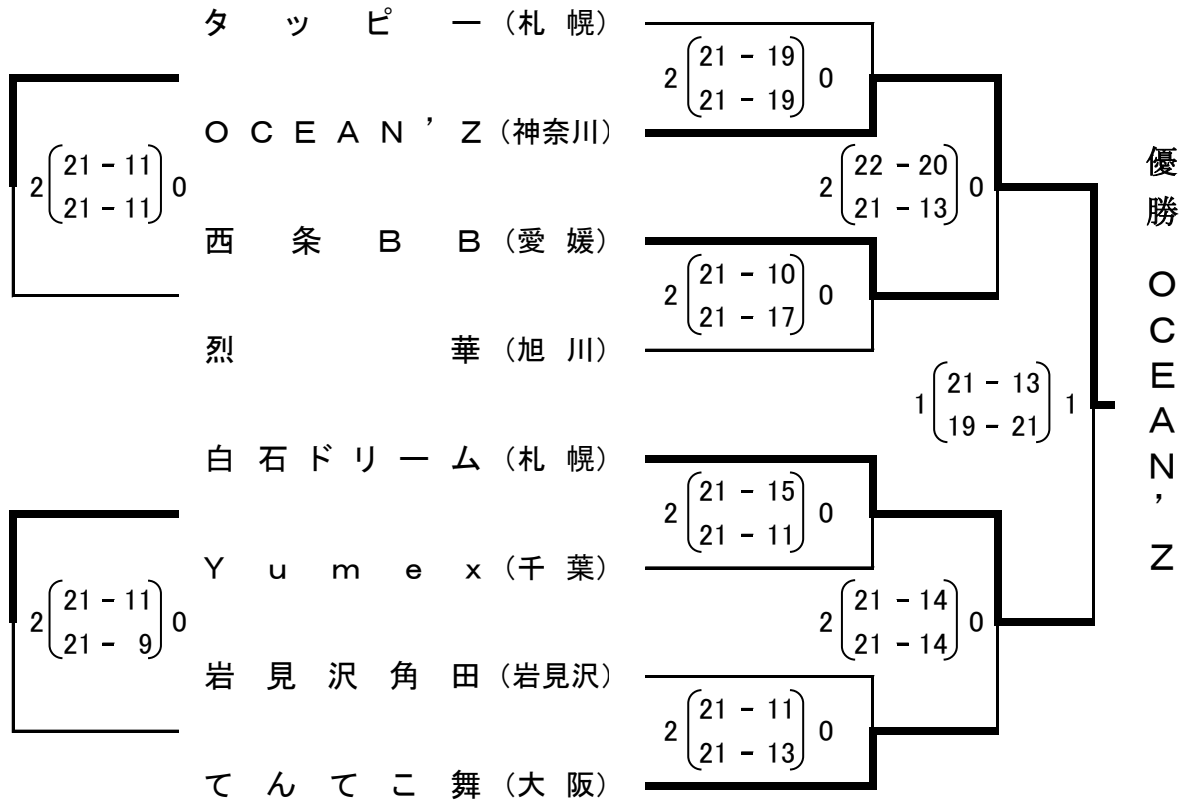 タッピー（札幌）
2 21 - 19 0
21 - 19
OCEAN'Z（神奈川）
2 21 - 11 0
21 - 11
2 22 - 20 0
21 - 13
西条BB（愛媛）
2 21 - 10 0
21 - 17
烈華（旭川）
1 21 - 13 1
19 - 21
白石ドリーム（札幌）
2 21 - 15 0
21 - 11
Yumex（千葉）
2 21 - 11 0
21 - 9
2 21 - 14 0
21 - 14
岩見沢角田（岩見沢）
2 21 - 11 0
21 - 13
てんてこ舞（大阪）
優勝 OCEAN'Z